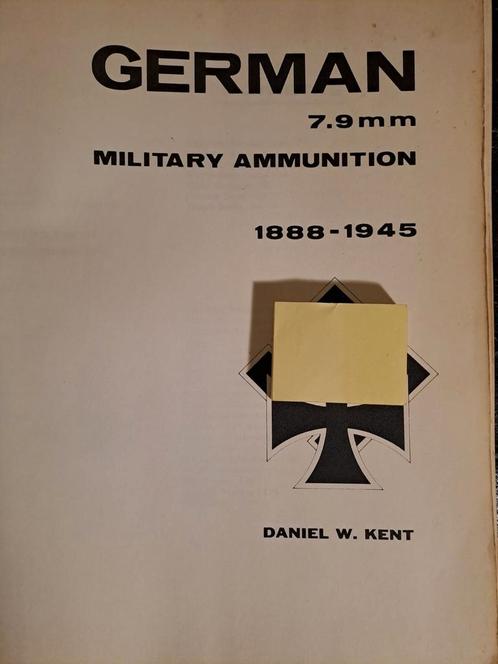 GERMAN
7.9mm
MILITARY AMMUNITION
1888-1945
DANIEL W. KENT